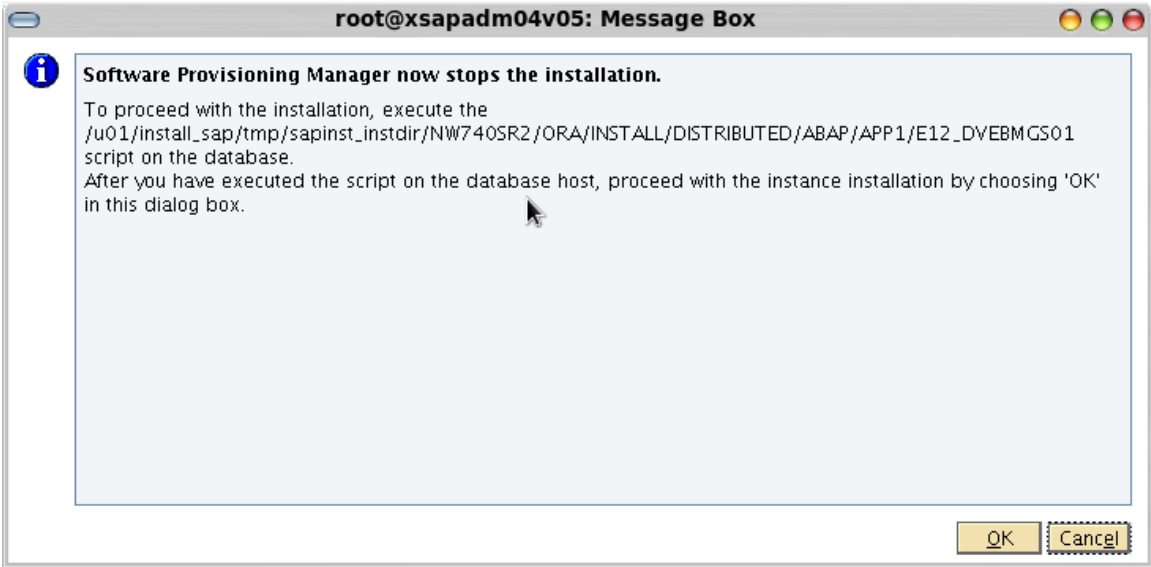 root@xsapadm04v05: Message Box
Software Provisioning Manager now stops the installation.
To proceed with the installation, execute the
/u01/install_sap/tmp/sapinst_instdir/NW740SR2/ORA/INSTALL/DISTRIBUTED/ABAP/APP1/E12_DVEBMGS01
script on the database.
After you have executed the script on the database host, proceed with the instance installation by choosing 'OK'
in this dialog box.
OK
Cancel